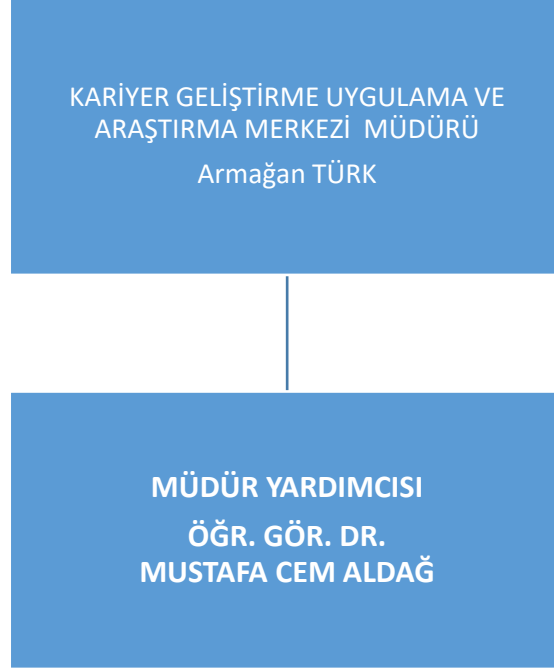 KARİYER GELİŞTİRME UYGULAMA VE
ARAŞTIRMA MERKEZİ  MÜDÜRÜ
Armağan TÜRK
MÜDÜR YARDIMCISI
ÖĞR. GÖR. DR.
MUSTAFA CEM ALDAĞ